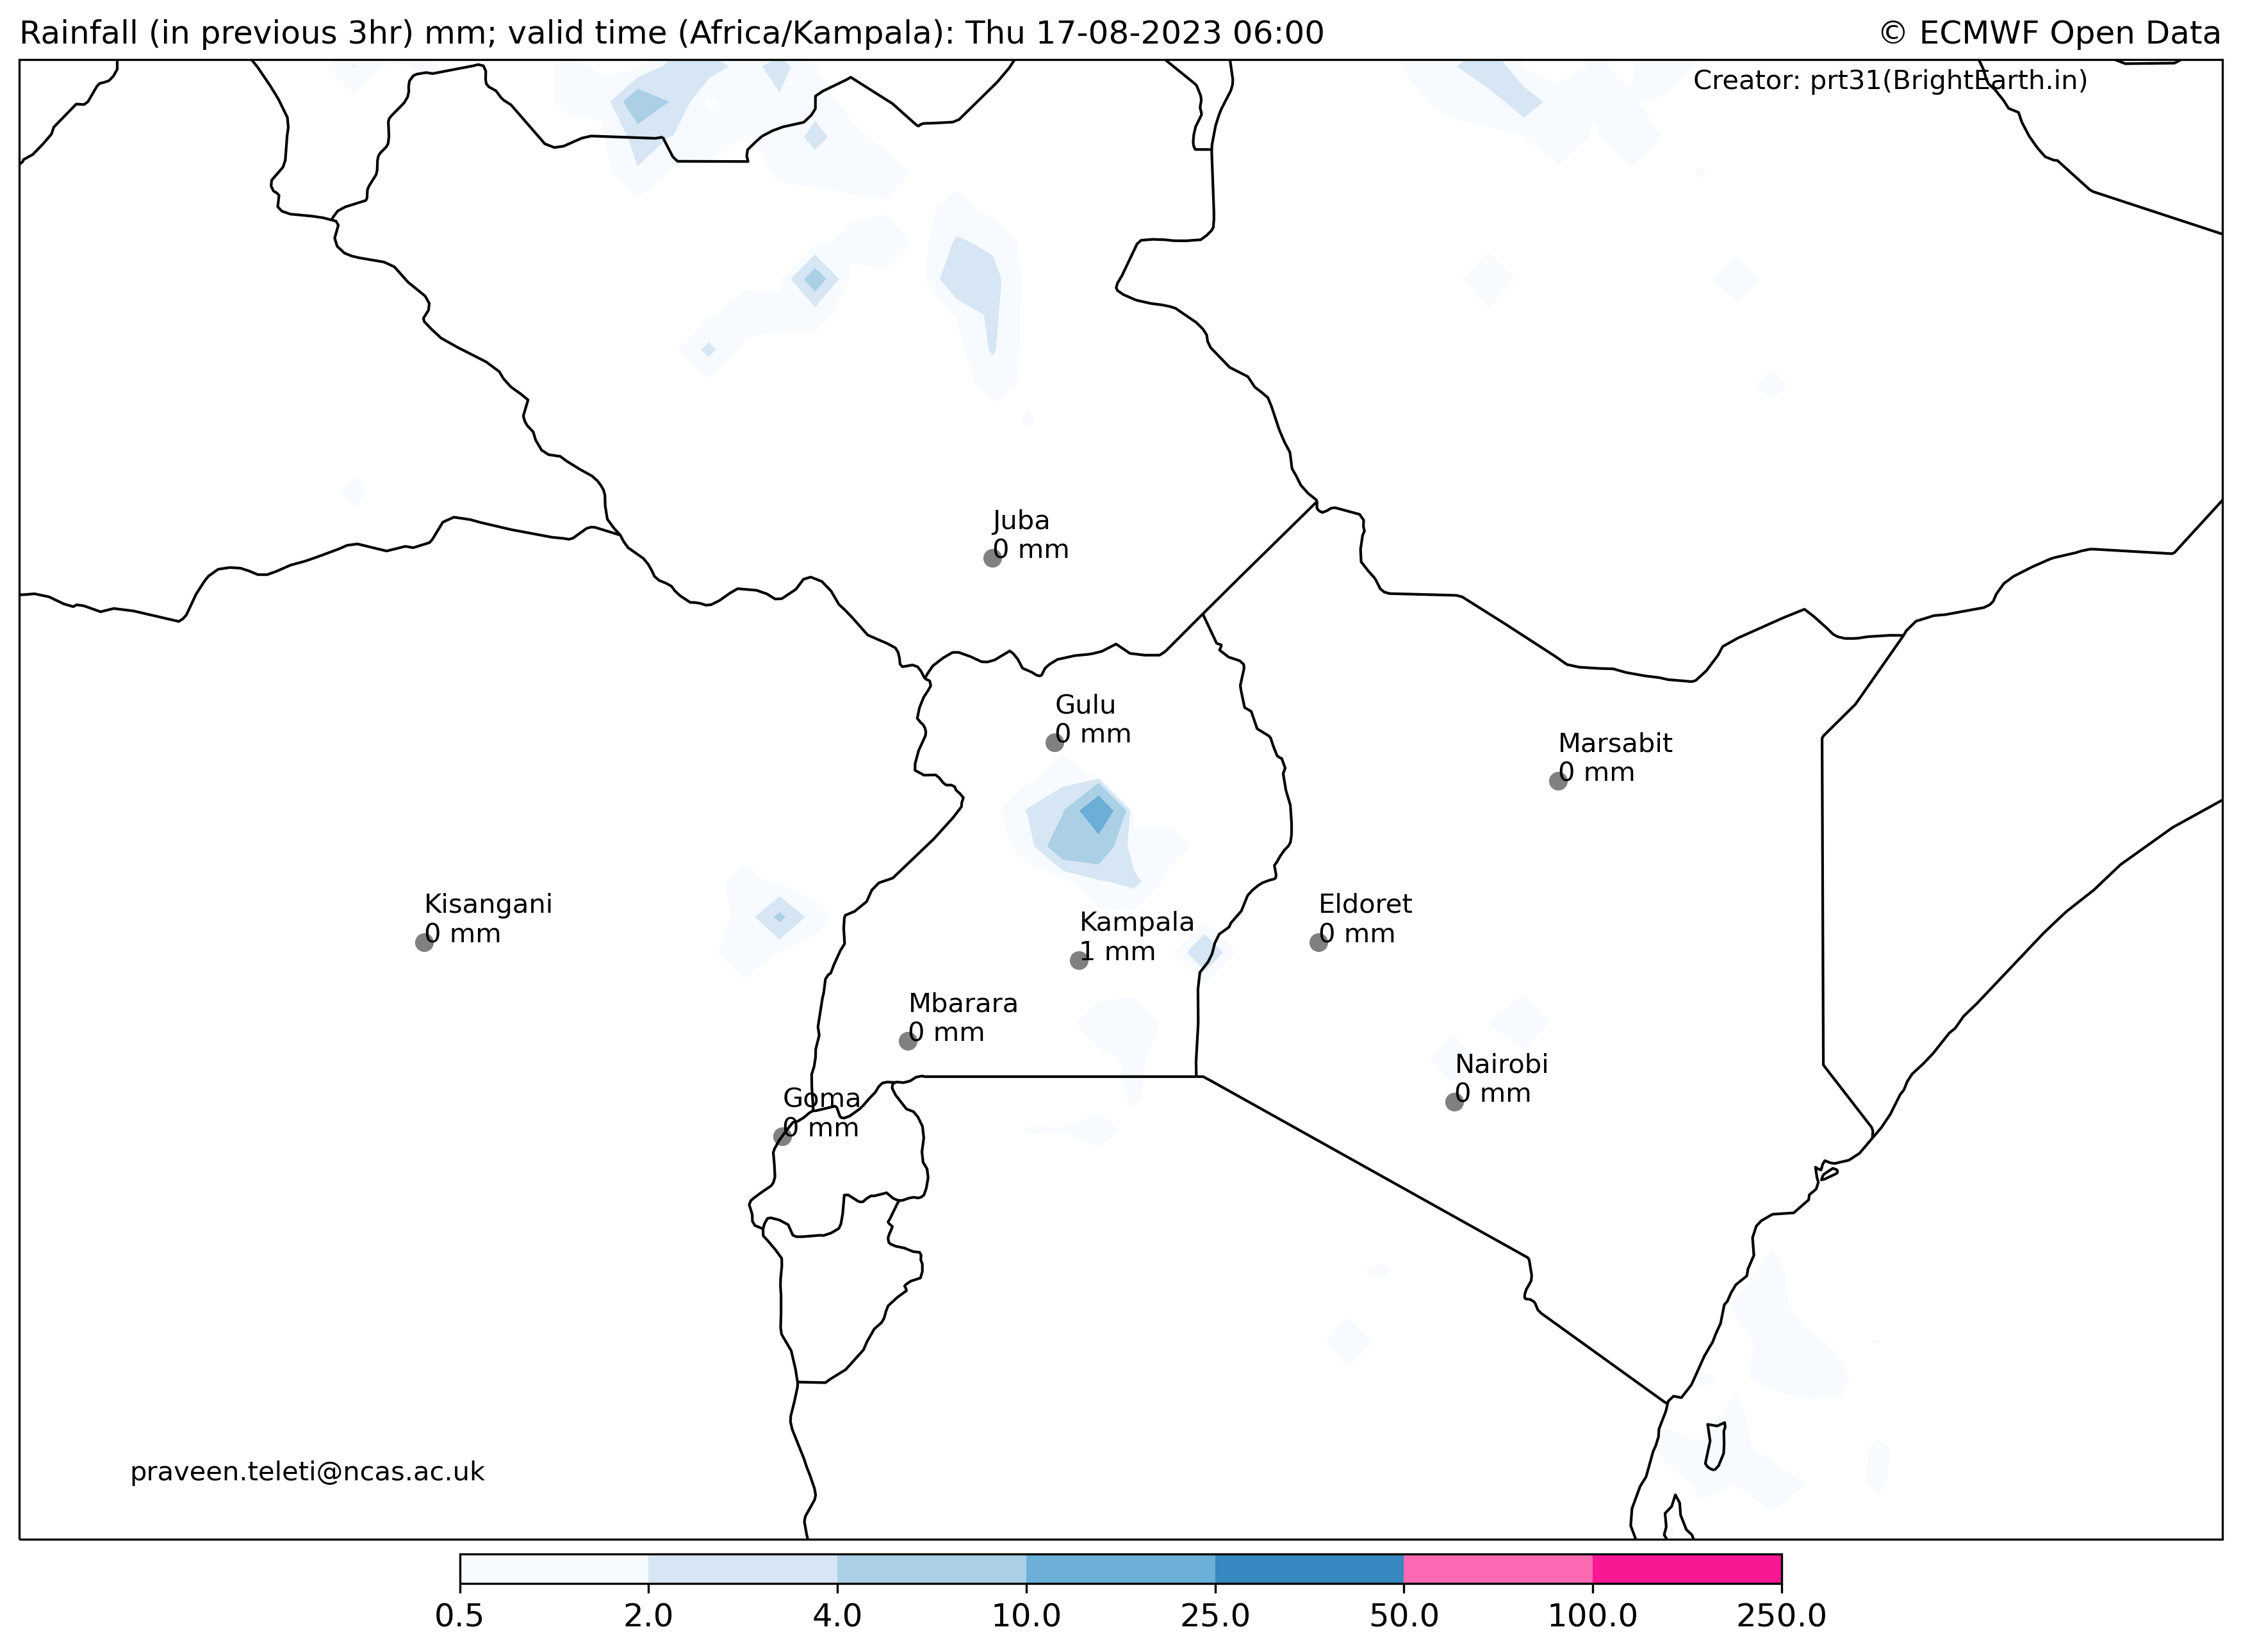 Rainfall (in previous 3hr) mm; valid time (Africa/Kampala): Thu 17-08-2023 06:00
© ECMWF Open Data
Creator: prt31(BrightEarth.in)
Juba
0 mm
Gulu
0 mm
Marsabit
0 mm
Kisangani
0 mm
Kampala
1 mm
Eldoret
0 mm
Mbarara
0 mm
Nairobi
0 mm
Goma
0 mm
praveen.teleti@ncas.ac.uk
0.5 2.0 4.0 10.0 25.0 50.0 100.0 250.0